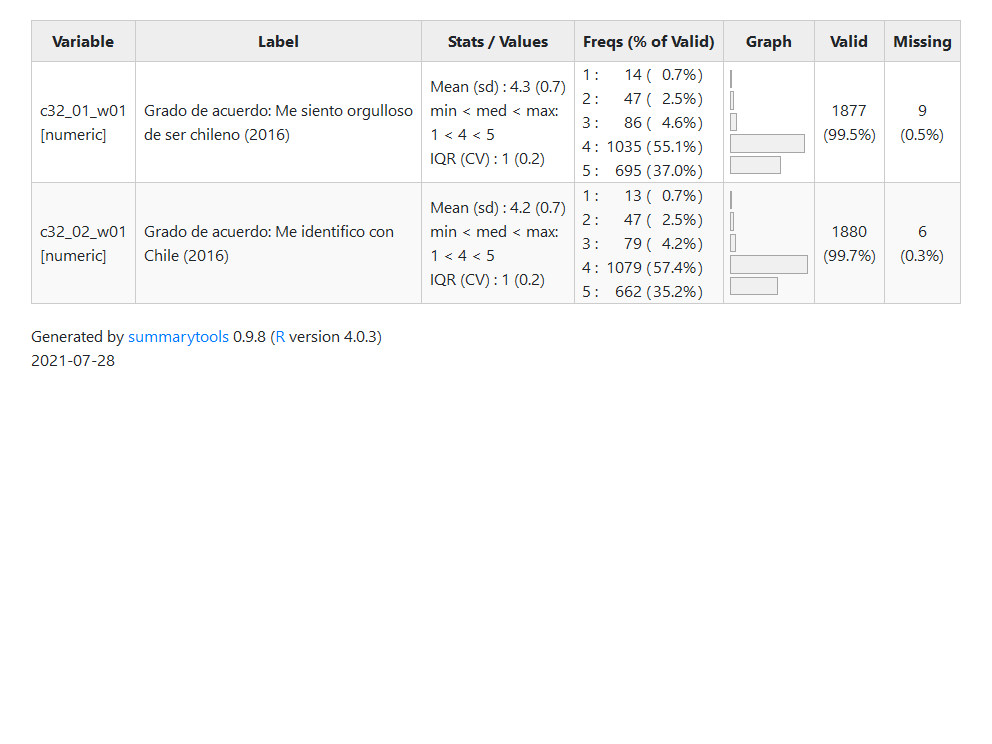 Variable Label Stats / Values Freqs (% of Valid) Graph Valid Missing
c32_01_w01
[numeric]
Grado de acuerdo: Me siento orgulloso
de ser chileno (2016)
Mean (sd) : 4.3 (0.7)
min < med < max:
1 < 4 < 5
IQR (CV) : 1 (0.2)
1 : 14 ( 0.7%)
2 : 47 ( 2.5%)
3 : 86 ( 4.6%)
4 : 1035 (55.1%)
5 : 695 (37.0%)
1877
(99.5%)
9
(0.5%)
c32_02_w01
[numeric]
Grado de acuerdo: Me identifico con
Chile (2016)
Mean (sd) : 4.2 (0.7)
min < med < max:
1 < 4 < 5
IQR (CV) : 1 (0.2)
1 : 13 ( 0.7%)
2 : 47 ( 2.5%)
3 : 79 ( 4.2%)
4 : 1079 (57.4%)
5 : 662 (35.2%)
1880
(99.7%)
6
(0.3%)
Generated by summarytools 0.9.8 (R version 4.0.3)
2021-07-28